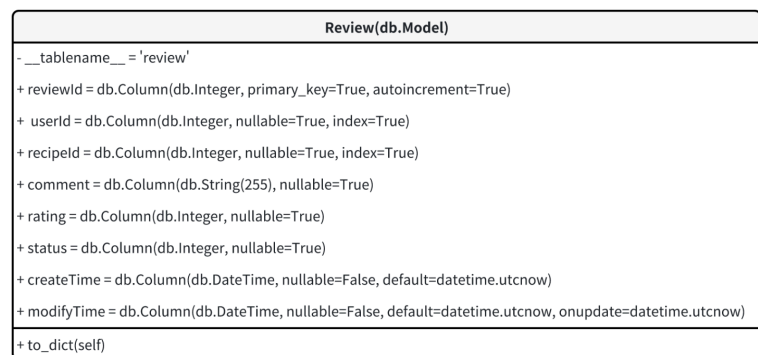 Review(db.Model)
- __tablename__ = 'review'
+ reviewId = db.Column(db.Integer, primary_key=True, autoincrement=True)
+ userId = db.Column(db.Integer, nullable=True, index=True)
+ recipeId = db.Column(db.Integer, nullable=True, index=True)
+ comment = db.Column(db.String(255), nullable=True)
+ rating = db.Column(db.Integer, nullable=True)
+ status = db.Column(db.Integer, nullable=True)
+ createTime = db.Column(db.DateTime, nullable=False, default=datetime.utcnow)
+ modifyTime = db.Column(db.DateTime, nullable=False, default=datetime.utcnow, onupdate=datetime.utcnow)
+ to_dict(self)